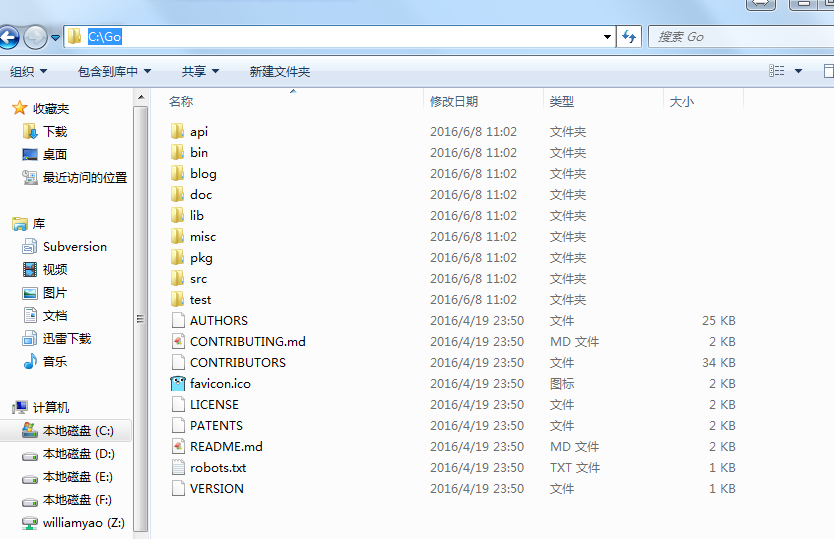 C:\Go
搜索 Go
组织 包含到库中 共享 新建文件夹
收藏夹
下载
桌面
最近访问的位置
库
Subversion
视频
图片
文档
迅雷下载
音乐
计算机
本地磁盘 (C:)
本地磁盘 (D:)
本地磁盘 (E:)
本地磁盘 (F:)
williamyao (Z:)
名称 修改日期 类型 大小
api 2016/6/8 11:02 文件夹
bin 2016/6/8 11:02 文件夹
blog 2016/6/8 11:02 文件夹
doc 2016/6/8 11:02 文件夹
lib 2016/6/8 11:02 文件夹
misc 2016/6/8 11:02 文件夹
pkg 2016/6/8 11:02 文件夹
src 2016/6/8 11:02 文件夹
test 2016/6/8 11:02 文件夹
AUTHORS 2016/4/19 23:50 文件 25 KB
CONTRIBUTING.md 2016/4/19 23:50 MD 文件 2 KB
CONTRIBUTORS 2016/4/19 23:50 文件 34 KB
favicon.ico 2016/4/19 23:50 图标 2 KB
LICENSE 2016/4/19 23:50 文件 2 KB
PATENTS 2016/4/19 23:50 文件 2 KB
README.md 2016/4/19 23:50 MD 文件 2 KB
robots.txt 2016/4/19 23:50 TXT 文件 1 KB
VERSION 2016/4/19 23:50 文件 1 KB